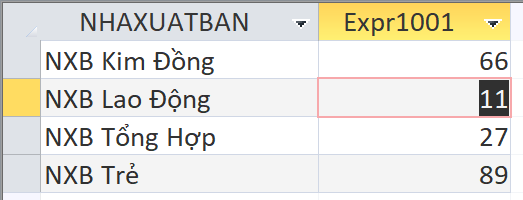 NHAXUATBAN Expr1001
NXB Kim Đồng 66
NXB Lao Động 11
NXB Tổng Hợp 27
NXB Trẻ 89